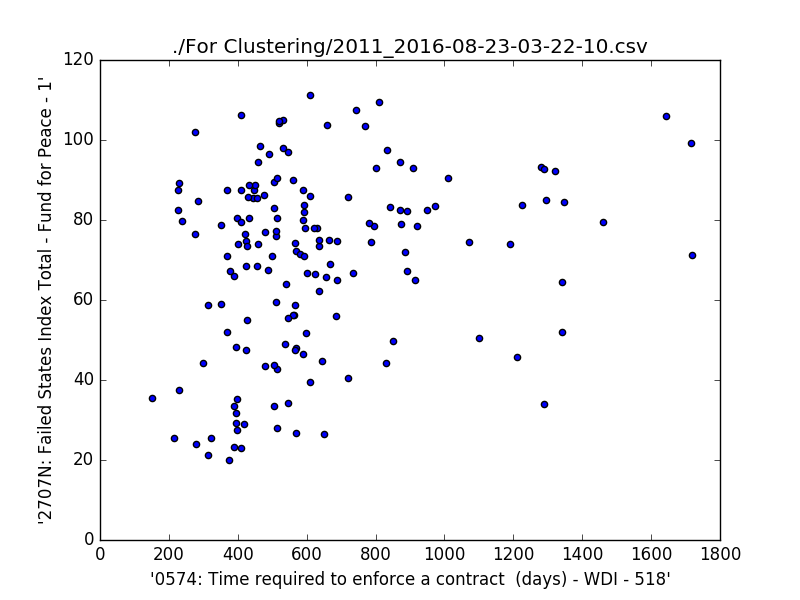 ./For Clustering/2011_2016-08-23-03-22-10.csv
120
100
80
60
40
20
0
'2707N: Failed States Index Total - Fund for Peace - 1'
0 200 400 600 800 1000 1200 1400 1600 1800
'0574: Time required to enforce a contract  (days) - WDI - 518'